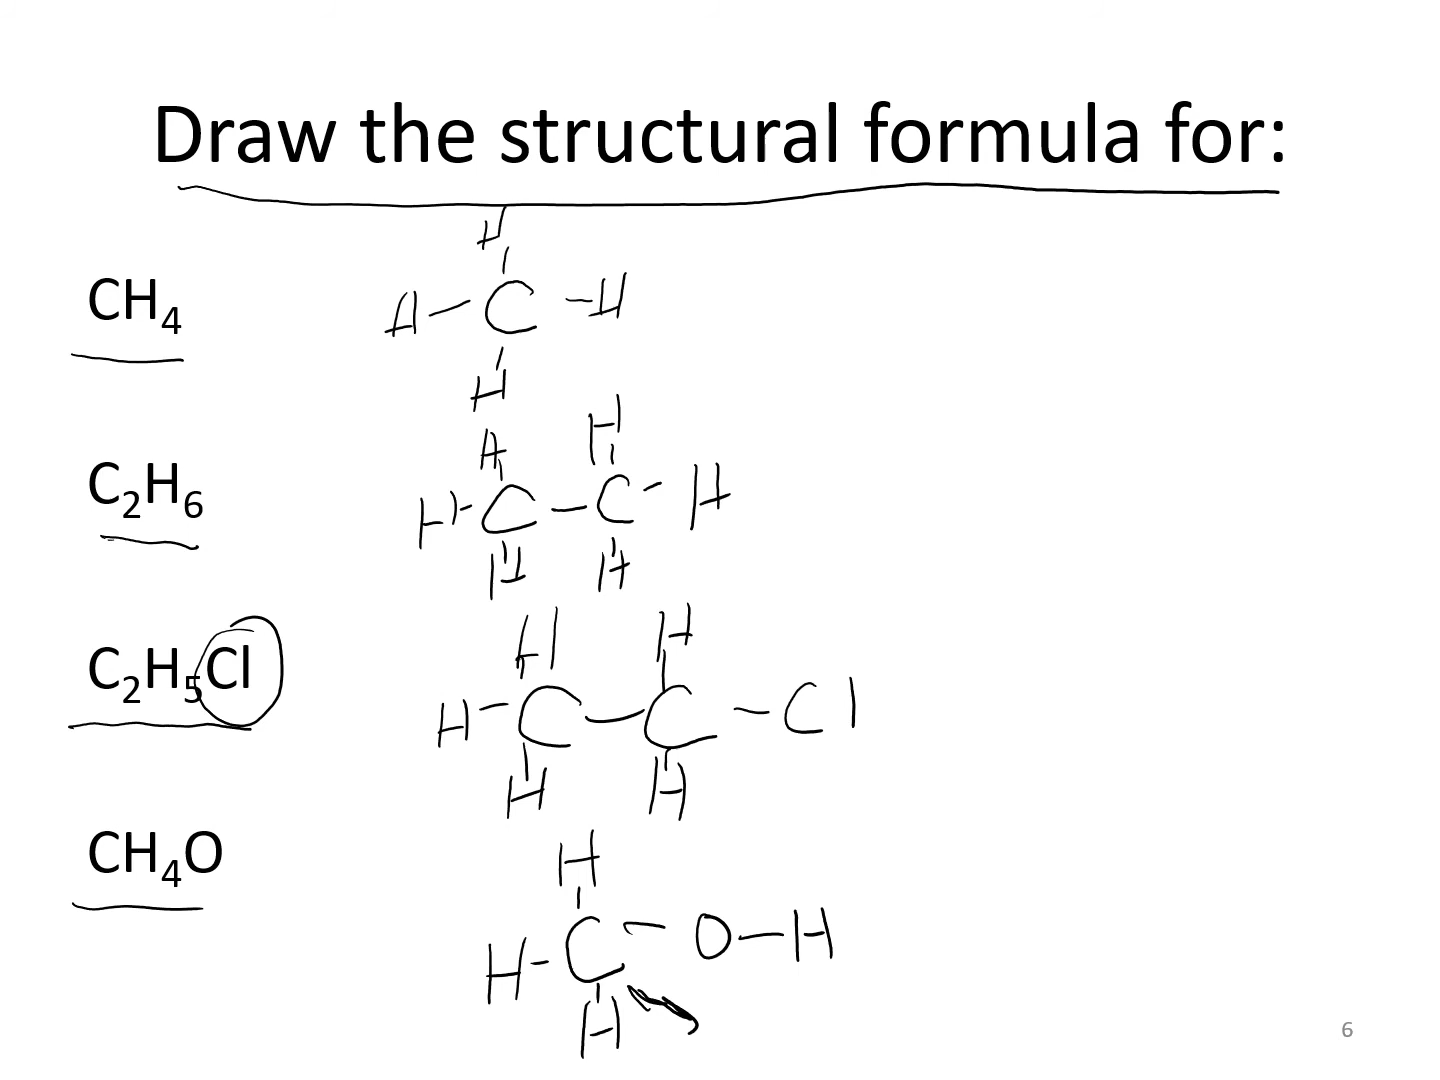 Draw the structural formula for:
H
CH₄ H – C – H
H
H H
C₂H₆ H – C – C – H
H H
H H
C₂H₅Cl H – C – C – Cl
H H
H
CH₄O H – C – O – H
H
6